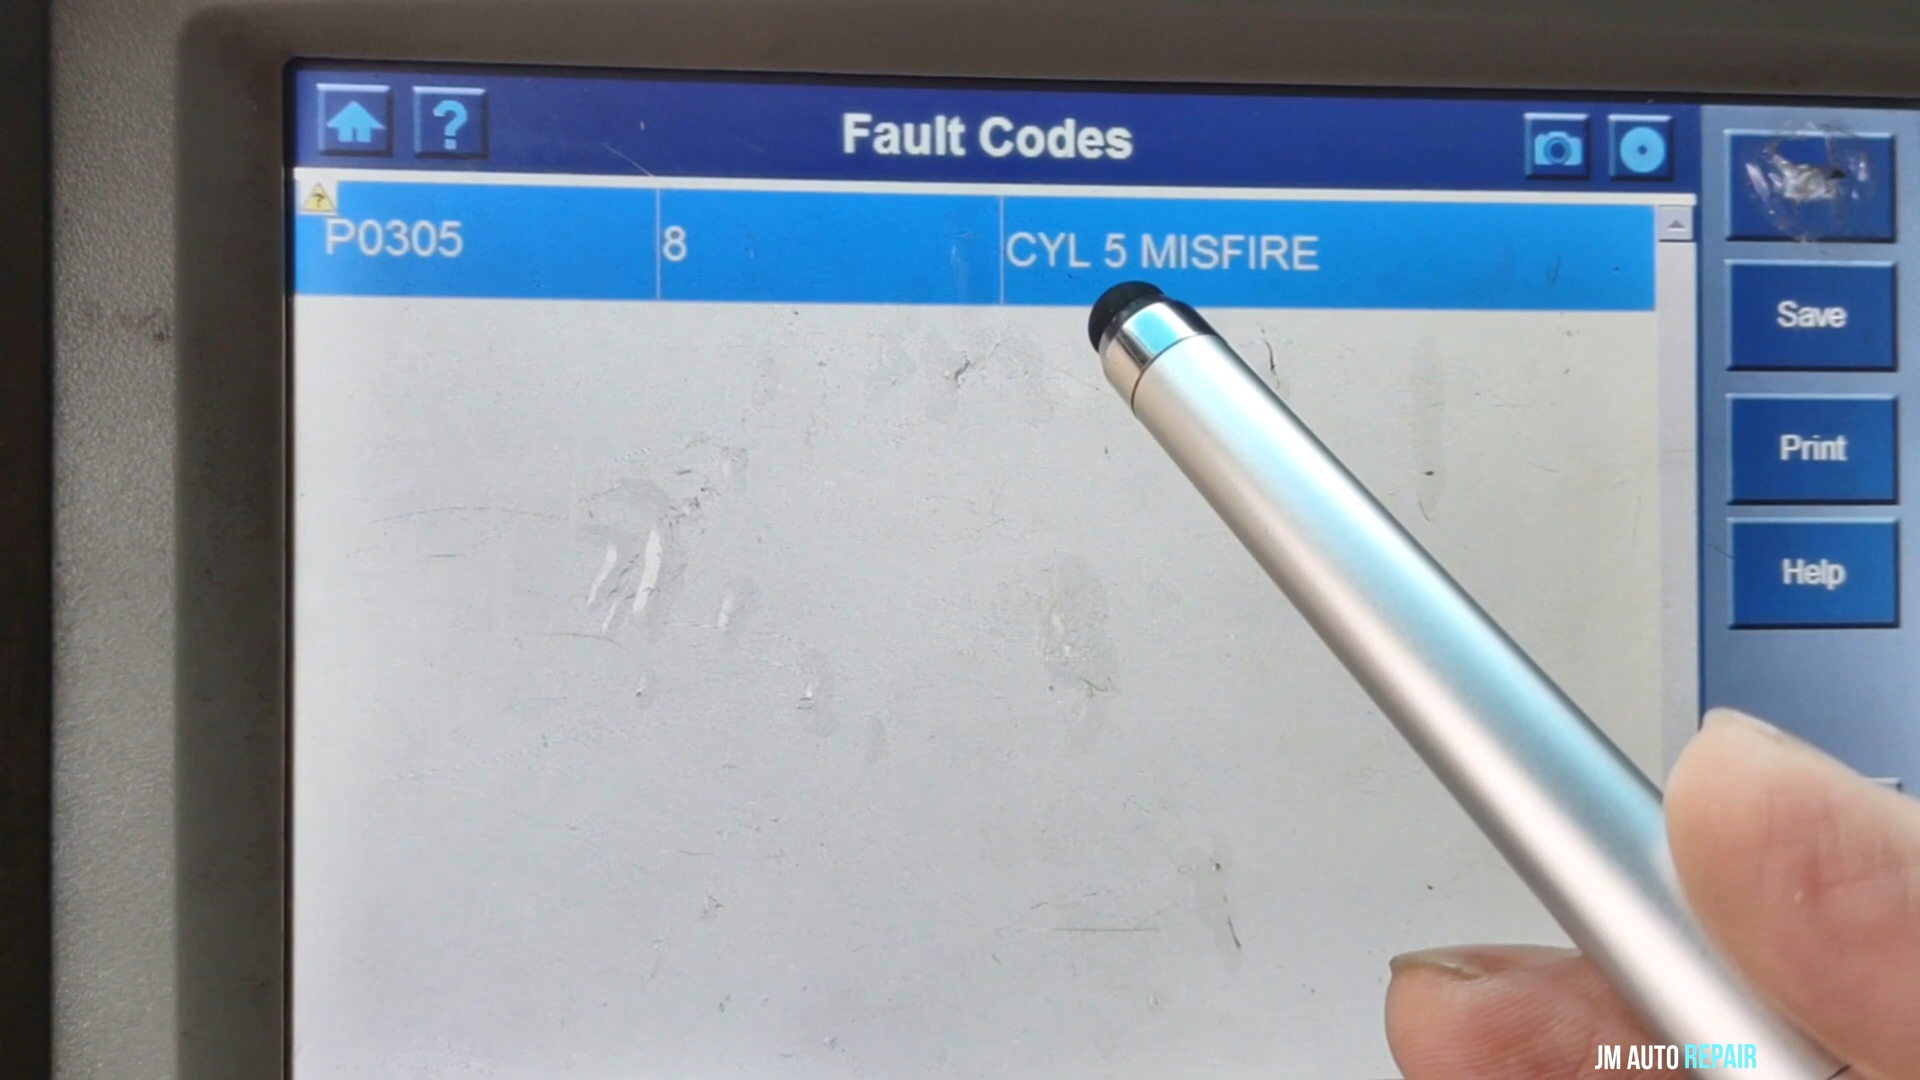 Fault Codes
P0305 8 CYL 5 MISFIRE
Save
Print
Help
JM AUTO REPAIR